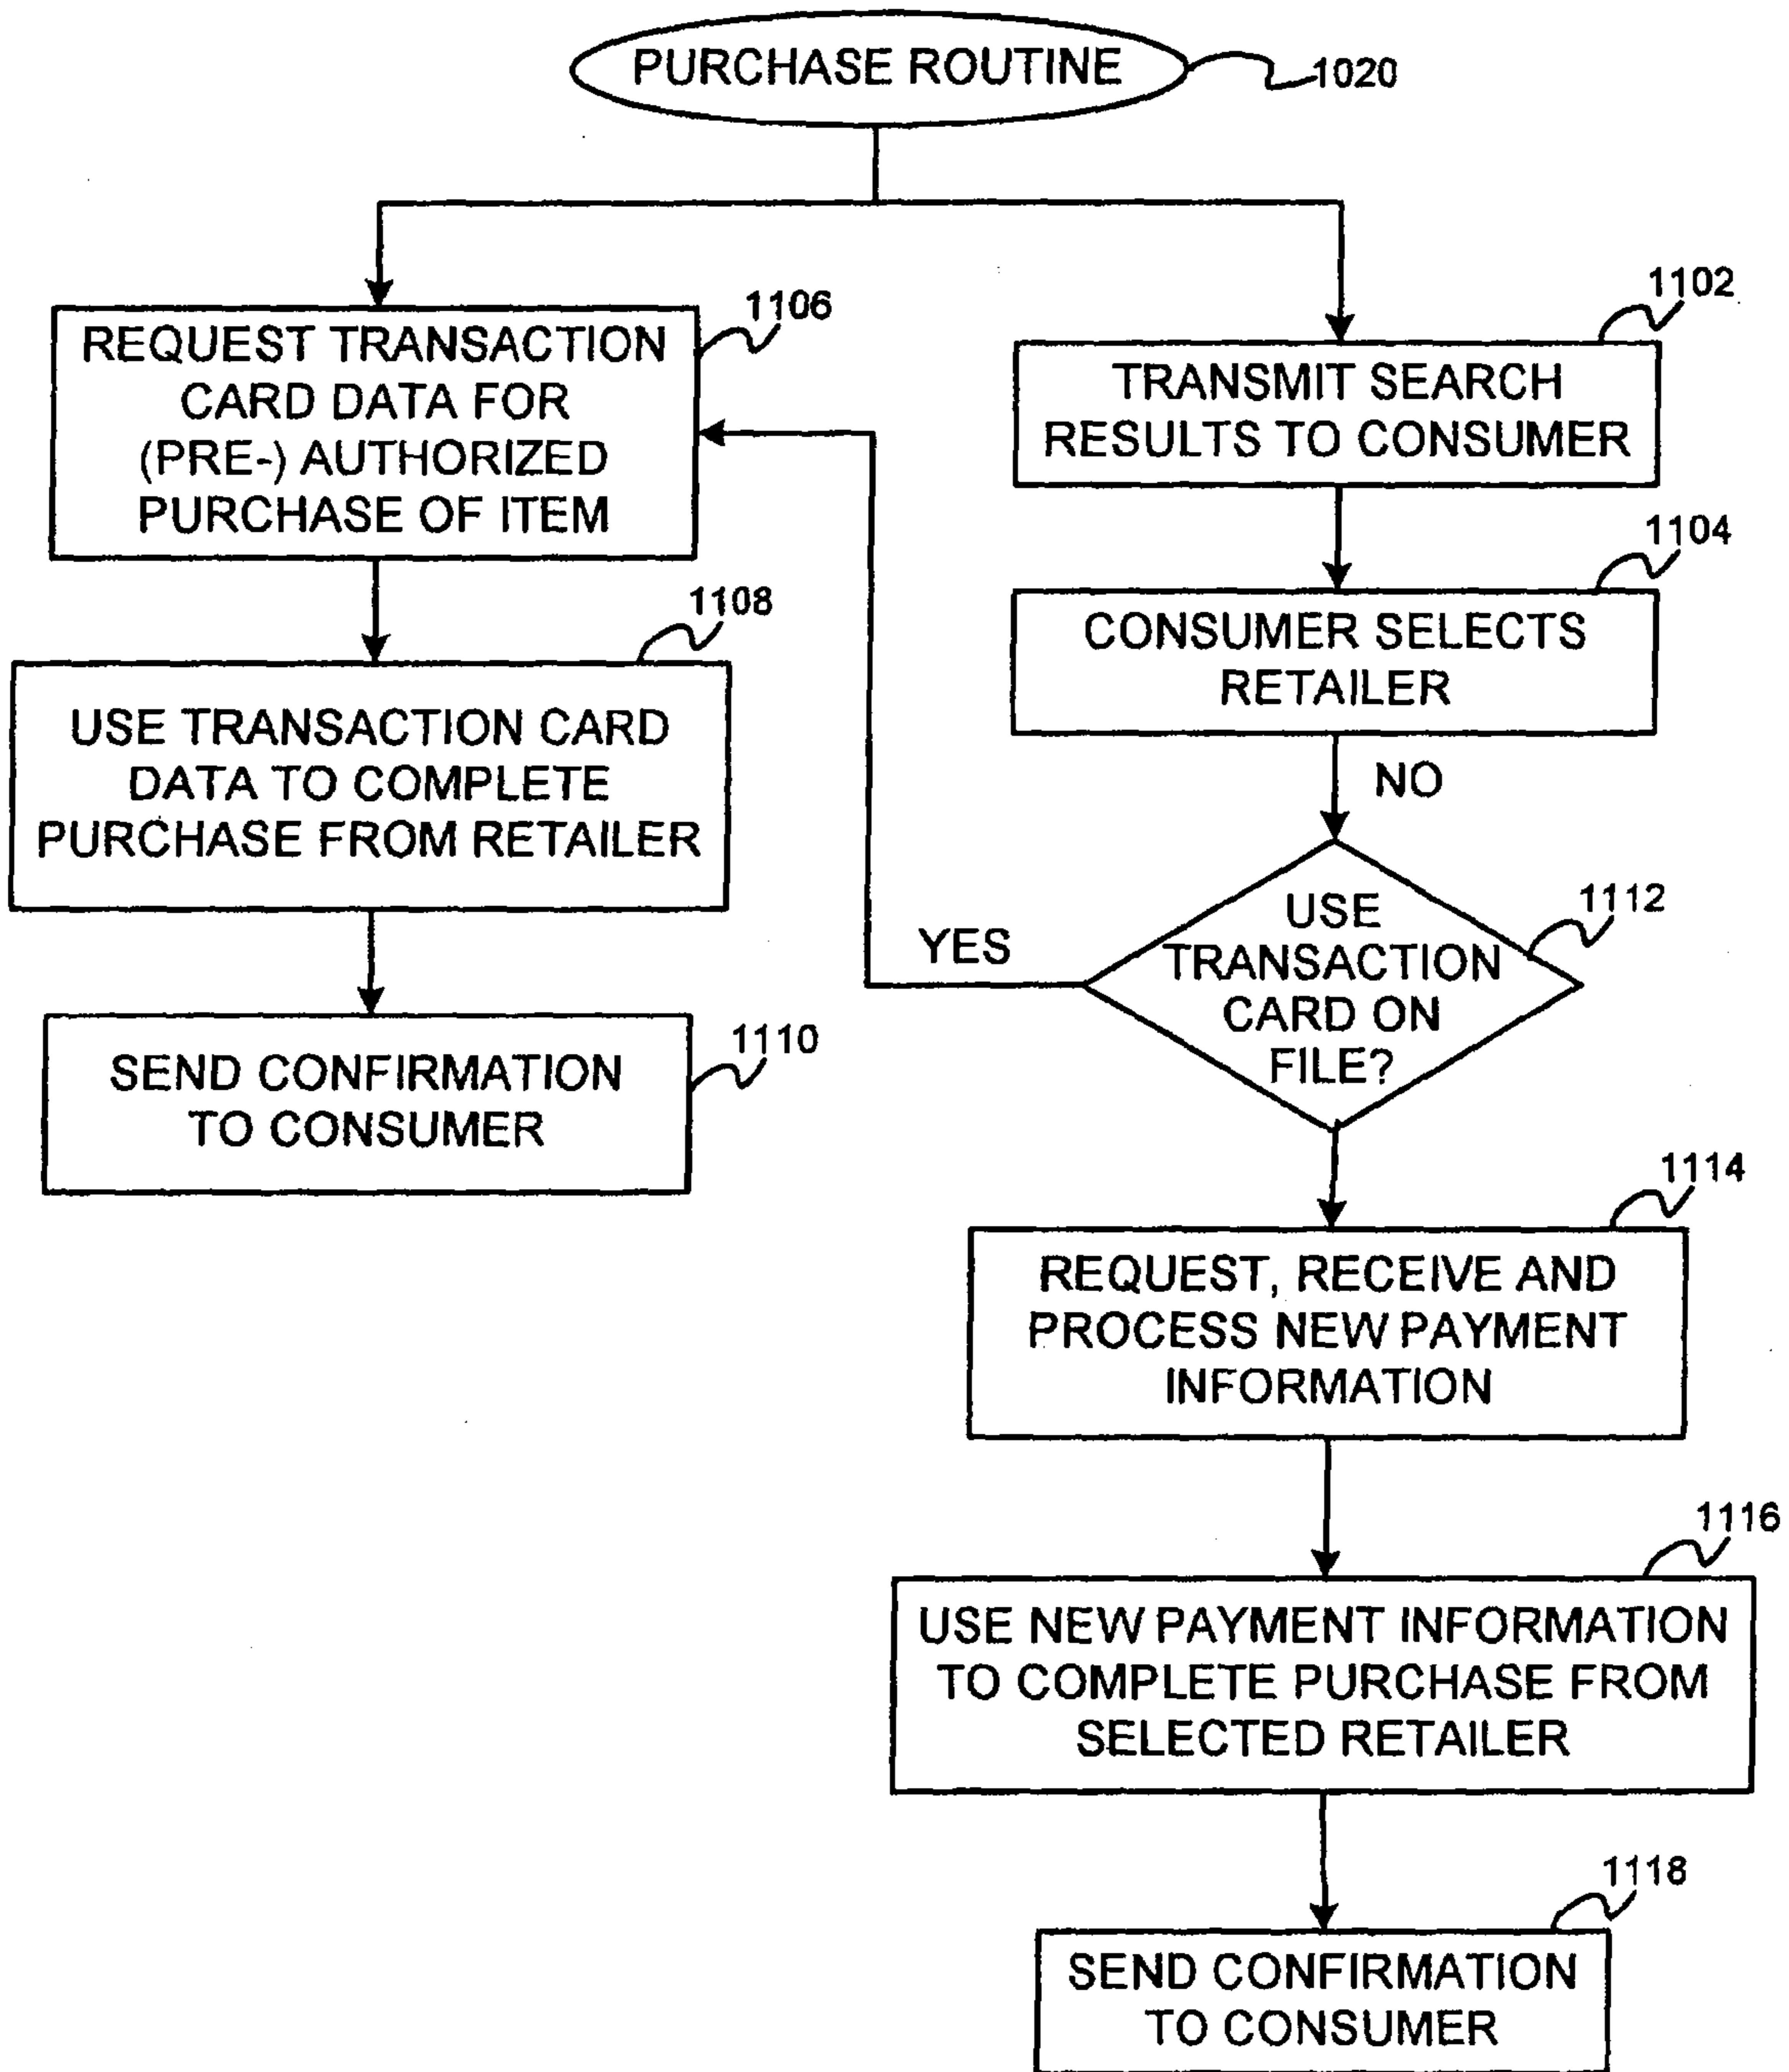 PURCHASE ROUTINE
1020
1106
REQUEST TRANSACTION
CARD DATA FOR
(PRE-) AUTHORIZED
PURCHASE OF ITEM
1108
USE TRANSACTION CARD
DATA TO COMPLETE
PURCHASE FROM RETAILER
1110
SEND CONFIRMATION
TO CONSUMER
1102
TRANSMIT SEARCH
RESULTS TO CONSUMER
1104
CONSUMER SELECTS
RETAILER
NO
1112
USE
TRANSACTION
CARD ON
FILE?
YES
1114
REQUEST, RECEIVE AND
PROCESS NEW PAYMENT
INFORMATION
1116
USE NEW PAYMENT INFORMATION
TO COMPLETE PURCHASE FROM
SELECTED RETAILER
1118
SEND CONFIRMATION
TO CONSUMER